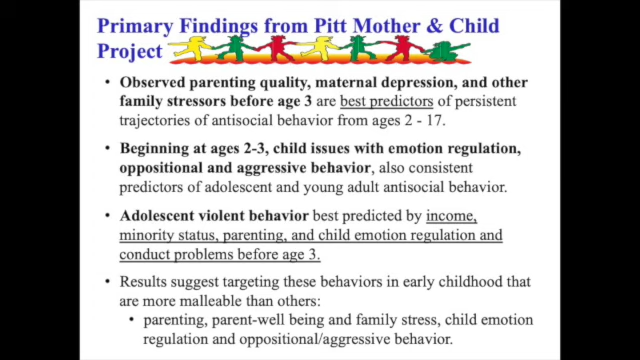 Primary Findings from Pitt Mother & Child
Project
• Observed parenting quality, maternal depression, and other
family stressors before age 3 are best predictors of persistent
trajectories of antisocial behavior from ages 2 - 17.
• Beginning at ages 2-3, child issues with emotion regulation,
oppositional and aggressive behavior, also consistent
predictors of adolescent and young adult antisocial behavior.
• Adolescent violent behavior best predicted by income,
minority status, parenting, and child emotion regulation and
conduct problems before age 3.
• Results suggest targeting these behaviors in early childhood that
are more malleable than others:
• parenting, parent-well being and family stress, child emotion
regulation and oppositional/aggressive behavior.